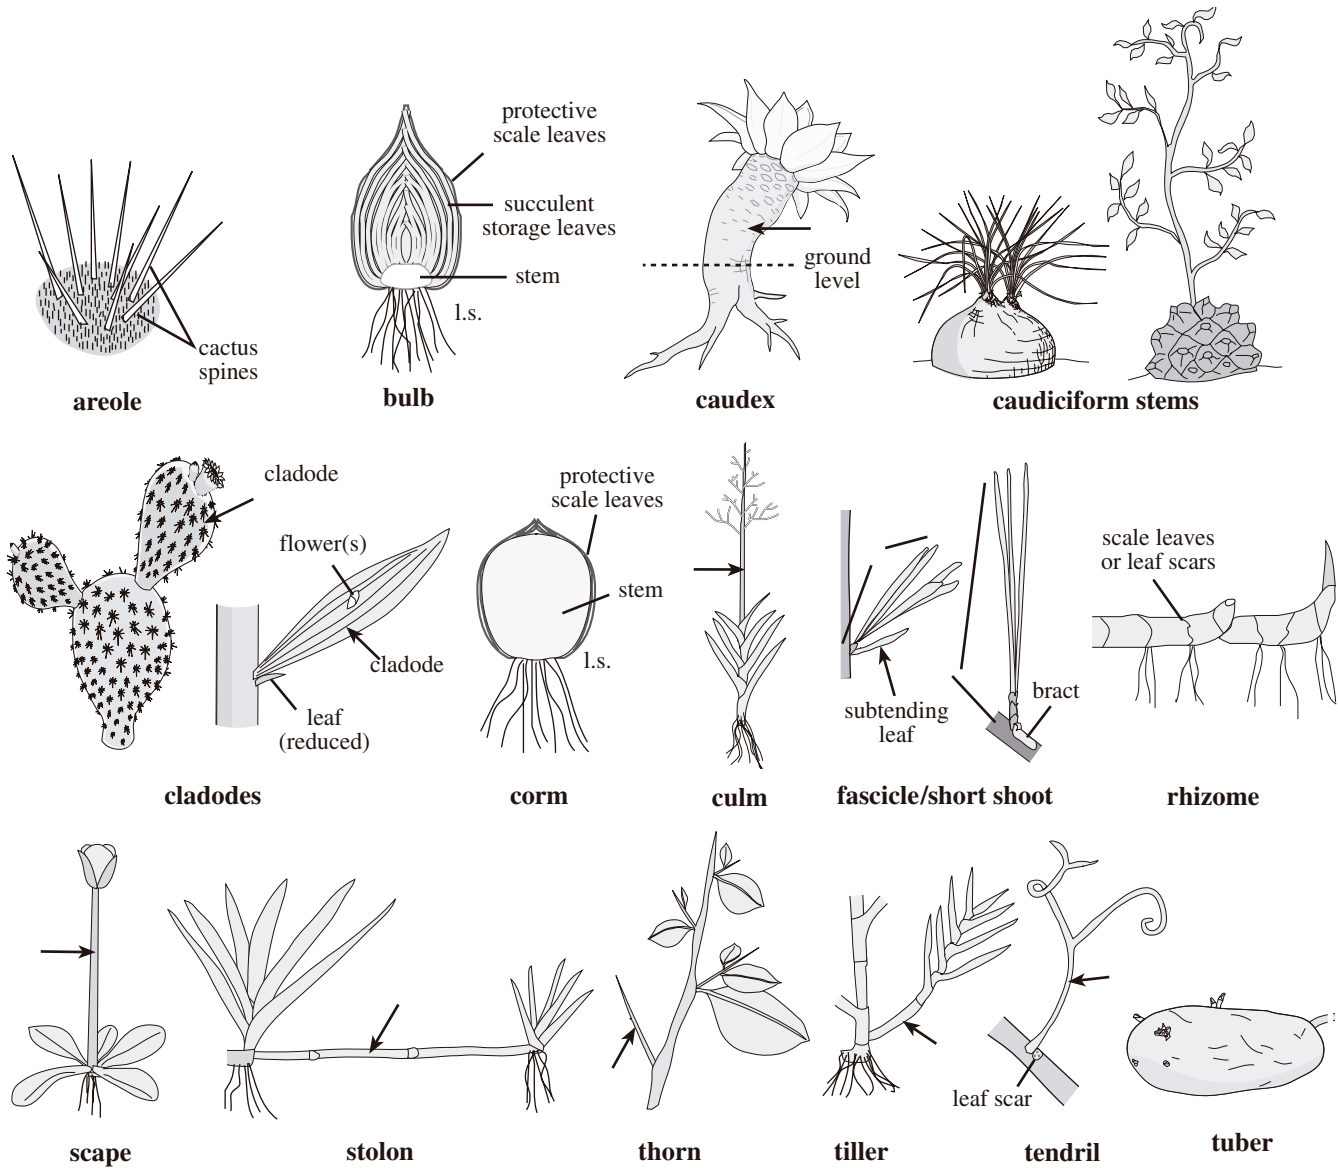 protective
scale leaves
succulent
storage leaves
stem
l.s.
ground
level
cactus
spines
areole
bulb
caudex
caudiciform stems
cladode
flower(s)
cladode
leaf
(reduced)
protective
scale leaves
stem
l.s.
subtending
leaf
bract
scale leaves
or leaf scars
cladodes
corm
culm
fascicle/short shoot
rhizome
leaf scar
scape
stolon
thorn
tiller
tendril
tuber